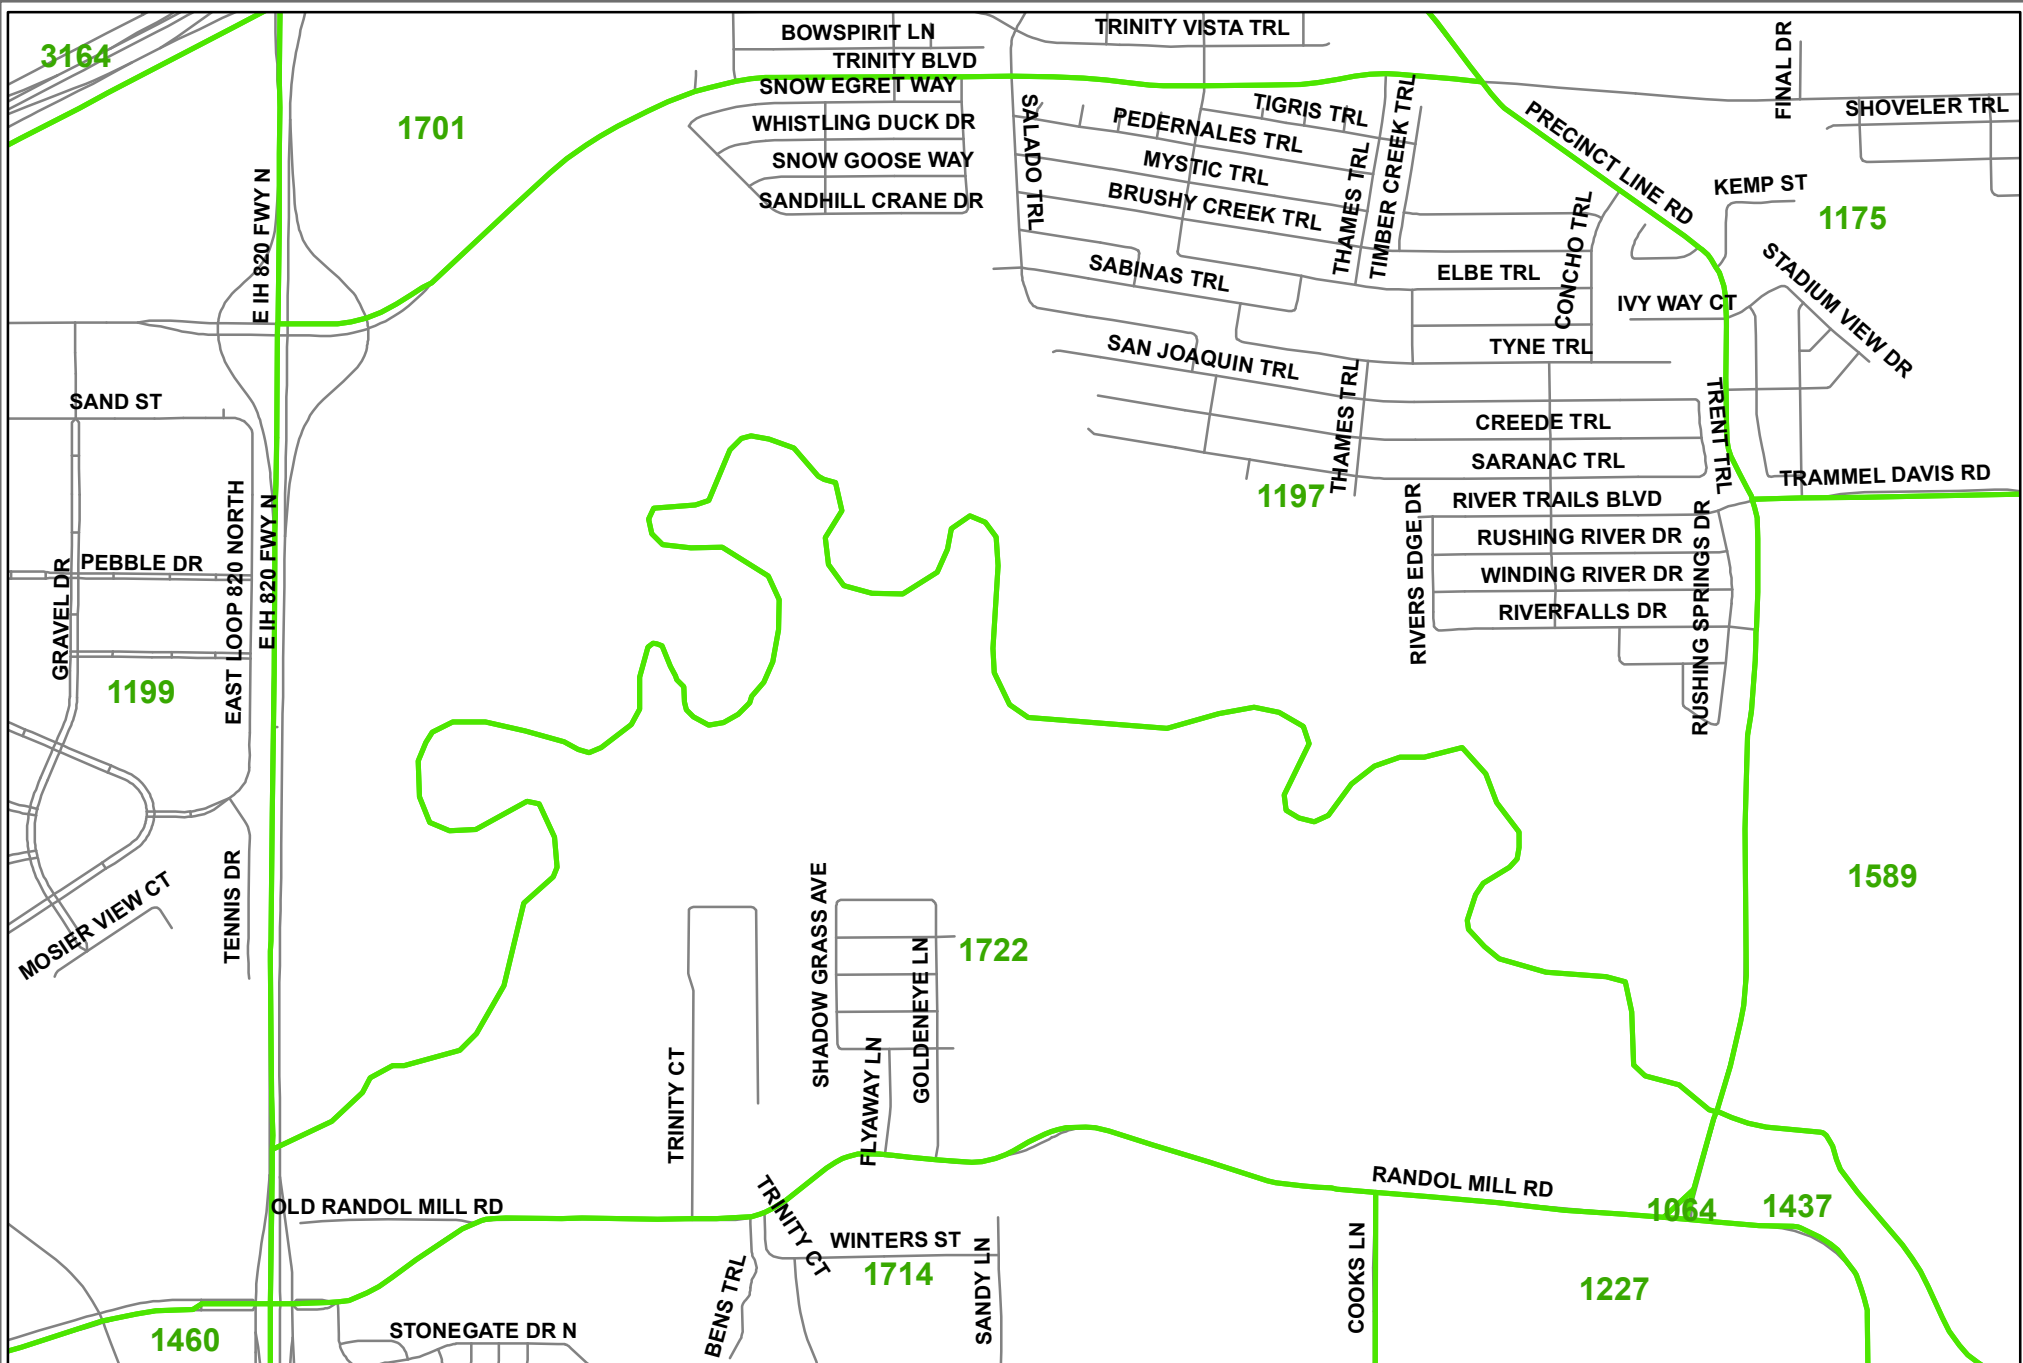 3164
BOWSPIRIT LN
TRINITY VISTA TRL
TRINITY BLVD
SNOW EGRET WAY
WHISTLING DUCK DR
SNOW GOOSE WAY
SANDHILL CRANE DR
1701
E IH 820 FWY N
SALADO TRL
TIGRIS TRL
PEDERNALES TRL
MYSTIC TRL
BRUSHY CREEK TRL
THAMES TRL
TIMBER CREEK TRL
SABINAS TRL
PRECINCT LINE RD
FINAL DR
SHOVELER TRL
KEMP ST
1175
CONCHO TRL
ELBE TRL
IVY WAY CT
STADIUM VIEW DR
TYNE TRL
SAN JOAQUIN TRL
THAMES TRL
CREEDE TRL
SARANAC TRL
TRENT TRL
TRAMMEL DAVIS RD
1197
RIVER TRAILS BLVD
RIVERS EDGE DR
RUSHING RIVER DR
WINDING RIVER DR
RIVERFALLS DR
RUSHING SPRINGS DR
SAND ST
PEBBLE DR
GRAVEL DR
EAST LOOP 820 NORTH
E IH 820 FWY N
1199
MOSIER VIEW CT
TENNIS DR
SHADOW GRASS AVE
GOLDENEYE LN
FLYAWAY LN
1722
1589
TRINITY CT
OLD RANDOL MILL RD
TRINITY CT
RANDOL MILL RD
1064
1437
WINTERS ST
1714
BENS TRL
SANDY LN
COOKS LN
1227
1460
STONEGATE DR N